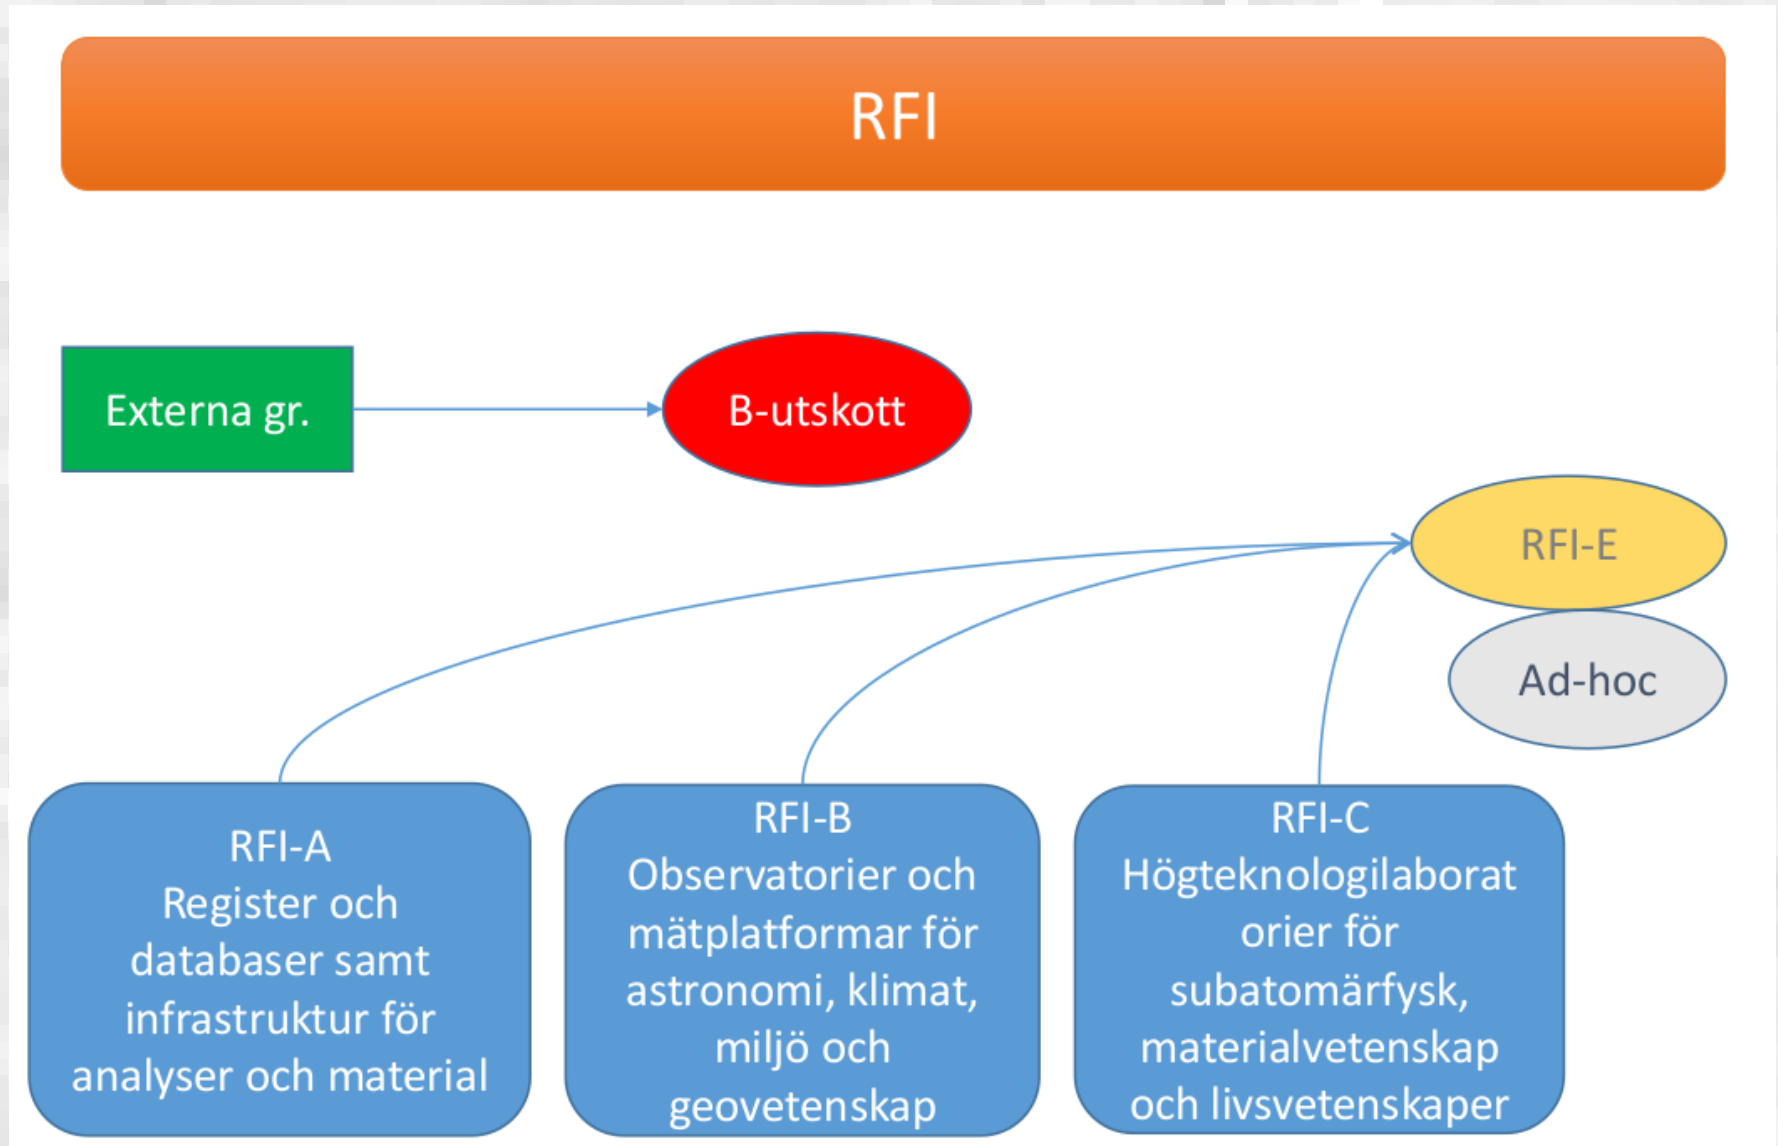 RFI
Externa gr.
B-utskott
RFI-E
Ad-hoc
RFI-A
Register och
databaser samt
infrastruktur för
analyser och material
RFI-B
Observatorier och
mätplatformar för
astronomi, klimat,
miljö och
geovetenskap
RFI-C
Högteknologilaborat
orier för
subatomärfysk,
materialvetenskap
och livsvetenskaper